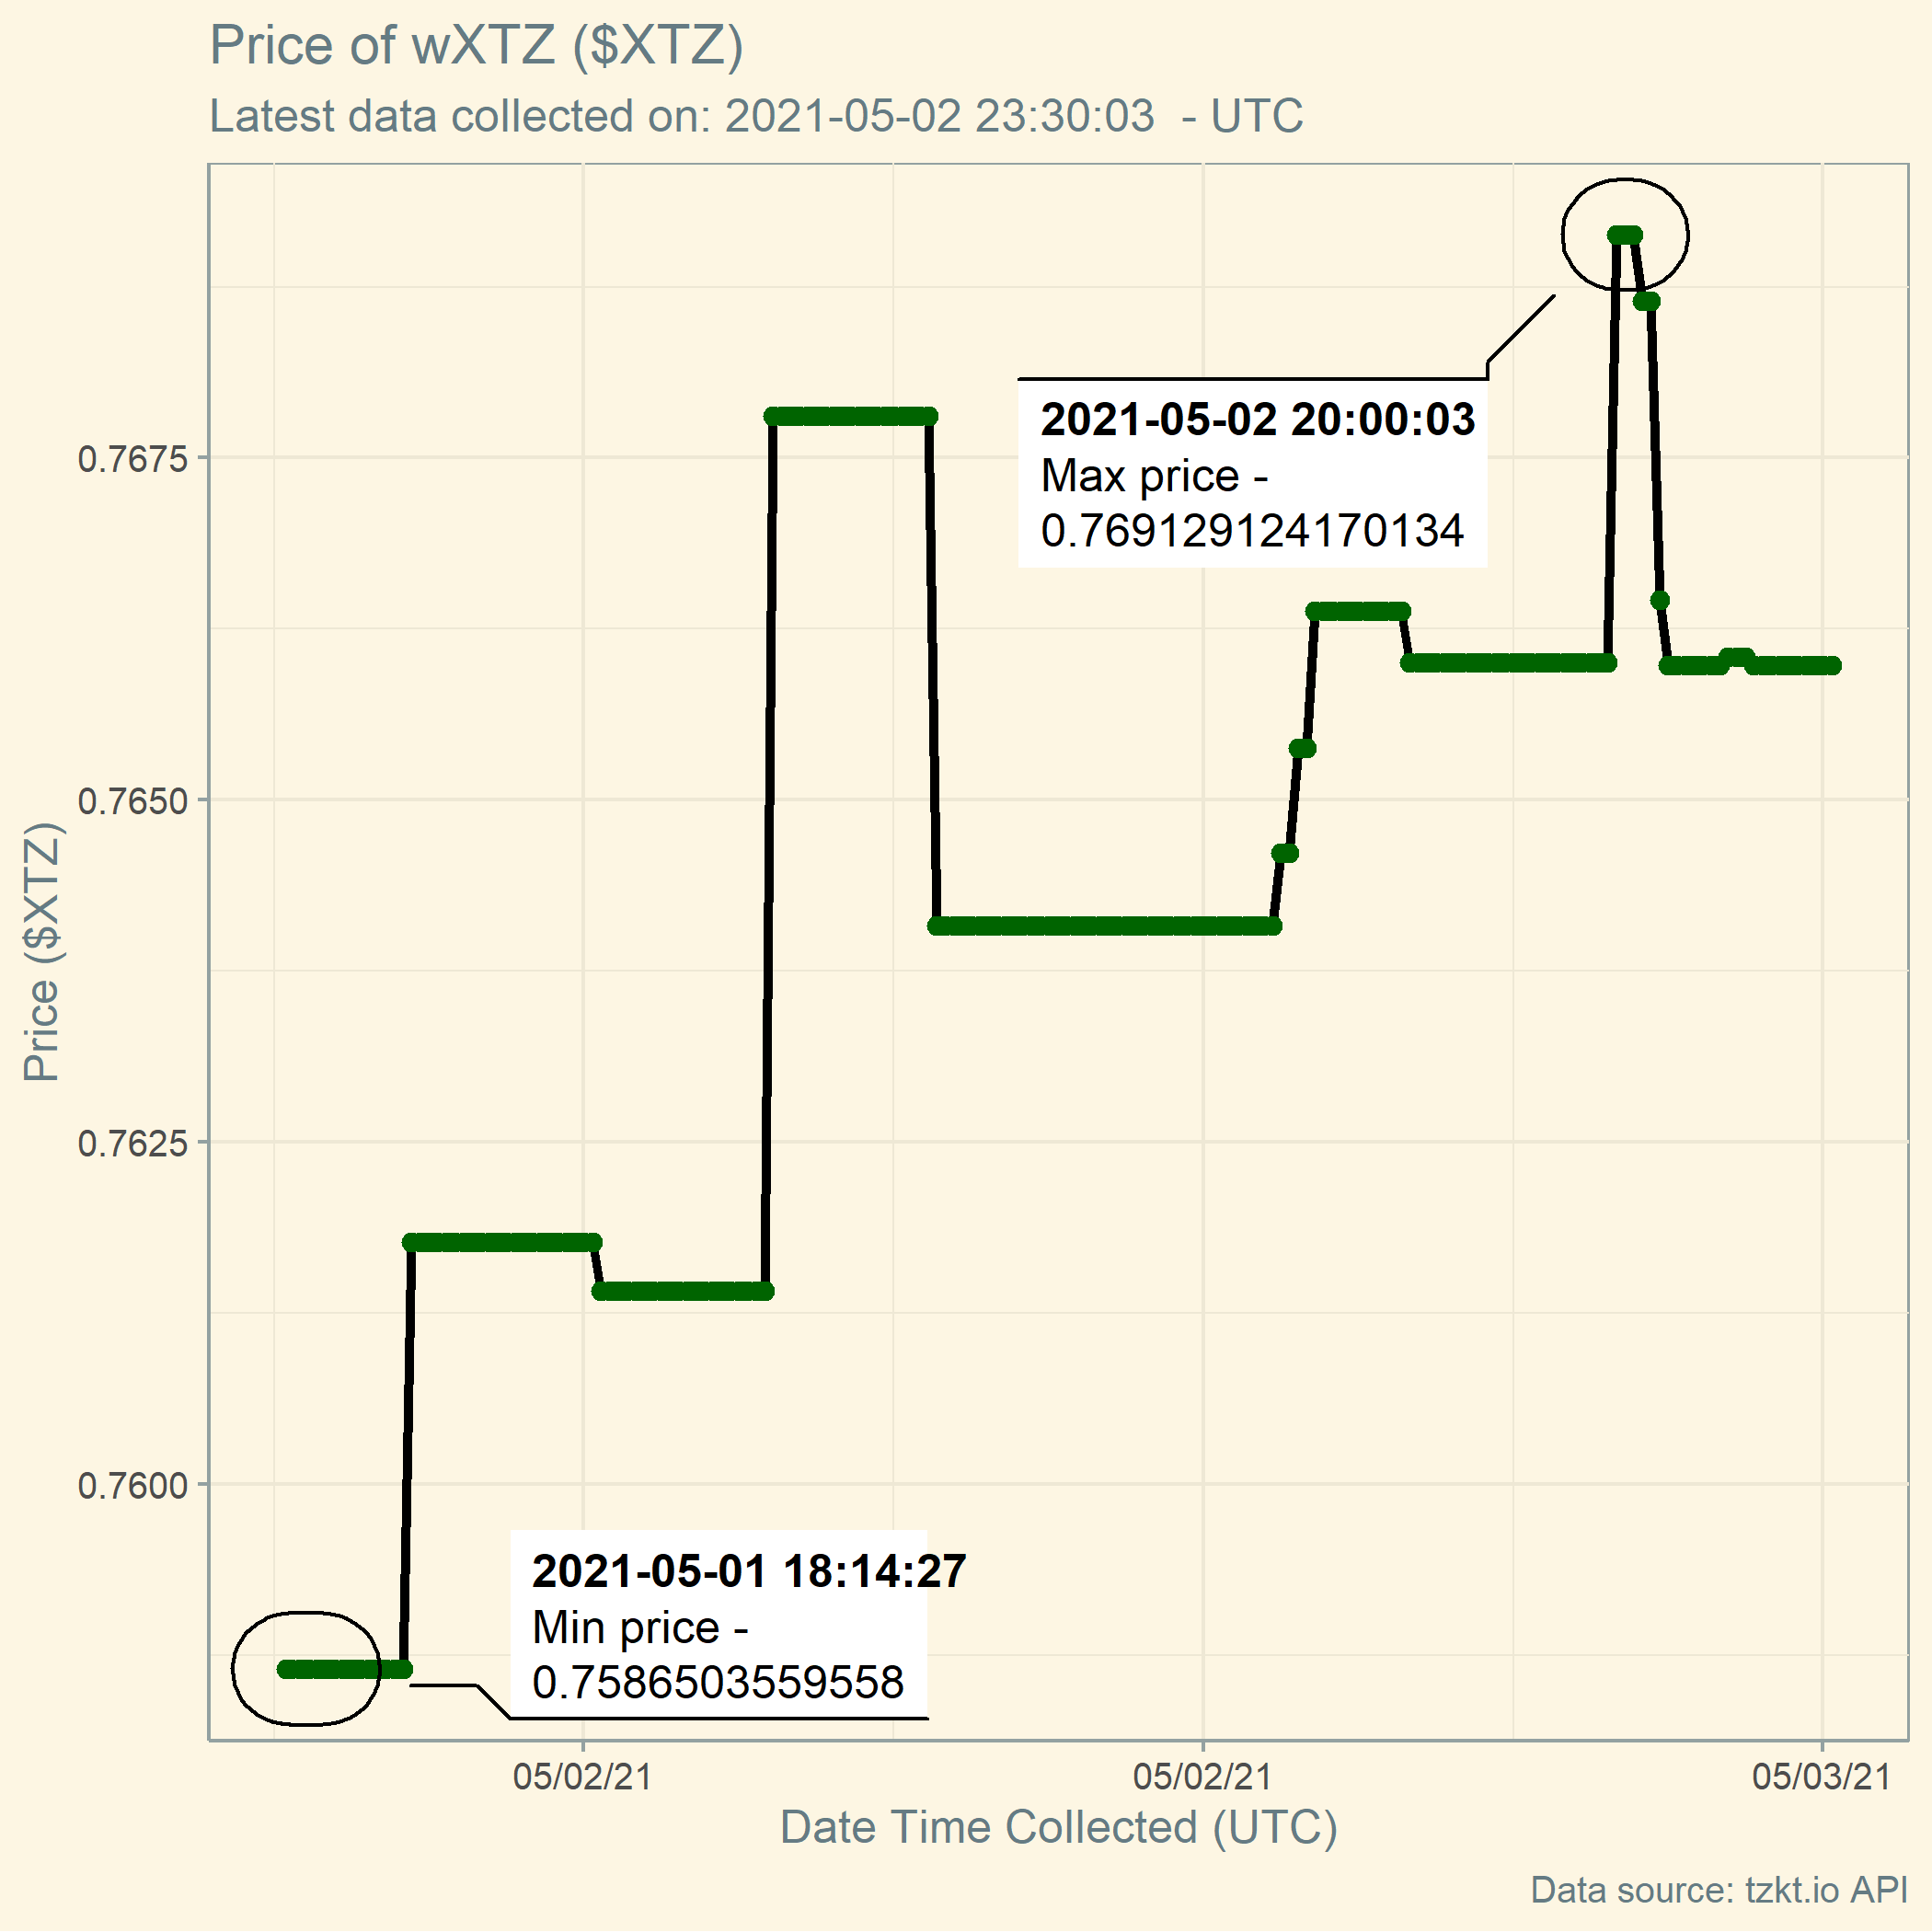 Price of wXTZ ($XTZ)
Latest data collected on: 2021-05-02 23:30:03  - UTC
2021-05-02 20:00:03
Max price -
0.769129124170134
0.7675
0.7650
0.7625
0.7600
Price ($XTZ)
2021-05-01 18:14:27
Min price -
0.7586503559558
05/02/21
05/02/21
05/03/21
Date Time Collected (UTC)
Data source: tzkt.io API